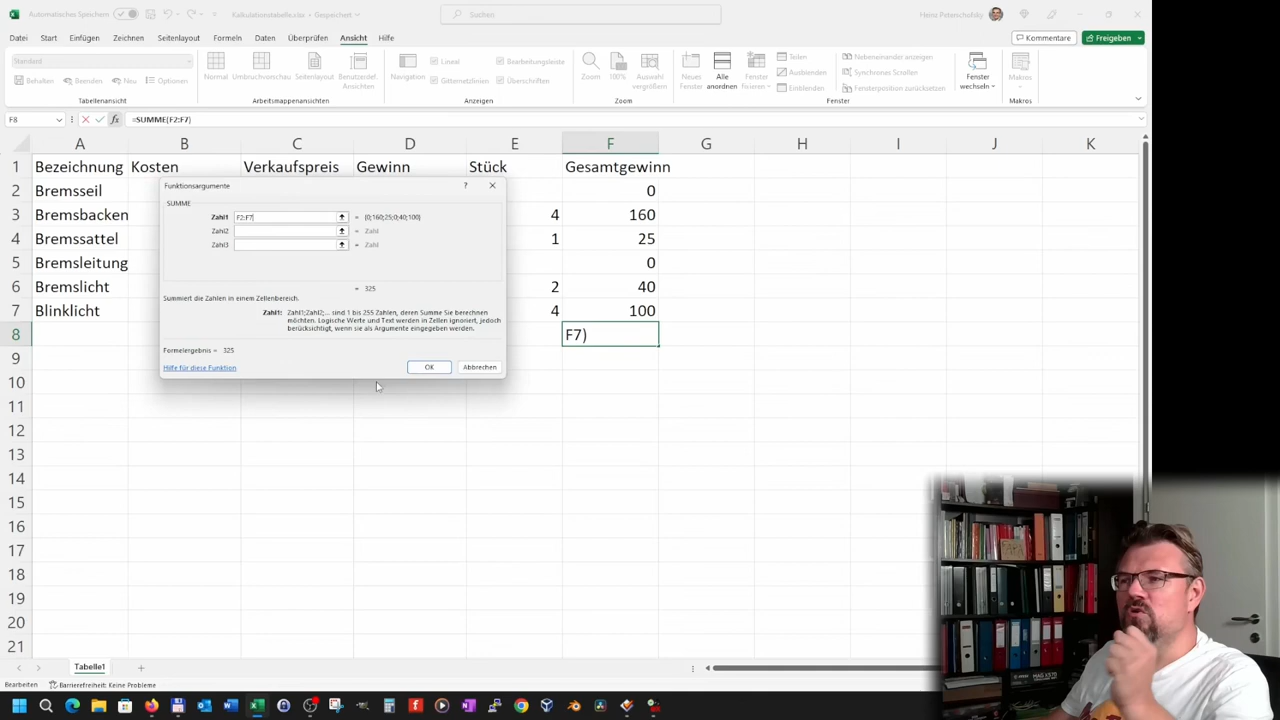 Automatisches Speichern
Kalkulationstabelle.xlsx • Gespeichert
Suchen
Heinz Peterschofsky
Datei Start Einfügen Zeichnen Seitenlayout Formeln Daten Überprüfen Ansicht Hilfe
Kommentare
Freigeben
Standard
Behalten Beenden Neu Optionen
Tabellenansicht
Normal Umbruchvorschau Seitenlayout Benutzerdef. Ansichten
Arbeitsmappenansichten
Navigation
Lineal Bearbeitungsleiste
Gitternetzlinien Überschriften
Anzeigen
Zoom 100% Auswahl vergrößern
Zoom
Neues Fenster Alle anordnen Fenster fixieren
Teilen
Ausblenden
Einblenden
Nebeneinander anzeigen
Synchrones Scrollen
Fensterposition zurücksetzen
Fenster
Fenster wechseln
Makros
Makros
F8 fx =SUMME(F2:F7)
A B C D E F G H I J K
1 Bezeichnung Kosten Verkaufspreis Gewinn Stück Gesamtgewinn
2 Bremsseil 0
3 Bremsbacken 4 160
4 Bremssattel 1 25
5 Bremsleitung 0
6 Bremslicht 2 40
7 Blinklicht 4 100
8 F7)
9
10
11
12
13
14
15
16
17
18
19
20
21
Funktionsargumente ?
SUMME
Zahl1 F2:F7 = {0;160;25;0;40;100}
Zahl2 = Zahl
Zahl3 = Zahl
= 325
Summiert die Zahlen in einem Zellenbereich.
Zahl1: Zahl1;Zahl2;... sind 1 bis 255 Zahlen, deren Summe Sie berechnen
möchten. Logische Werte und Text werden in Zellen ignoriert, jedoch
berücksichtigt, wenn sie als Argumente eingegeben werden.
Formelergebnis = 325
Hilfe für diese Funktion
OK Abbrechen
Tabelle1
Bearbeiten Barrierefreiheit: Keine Probleme